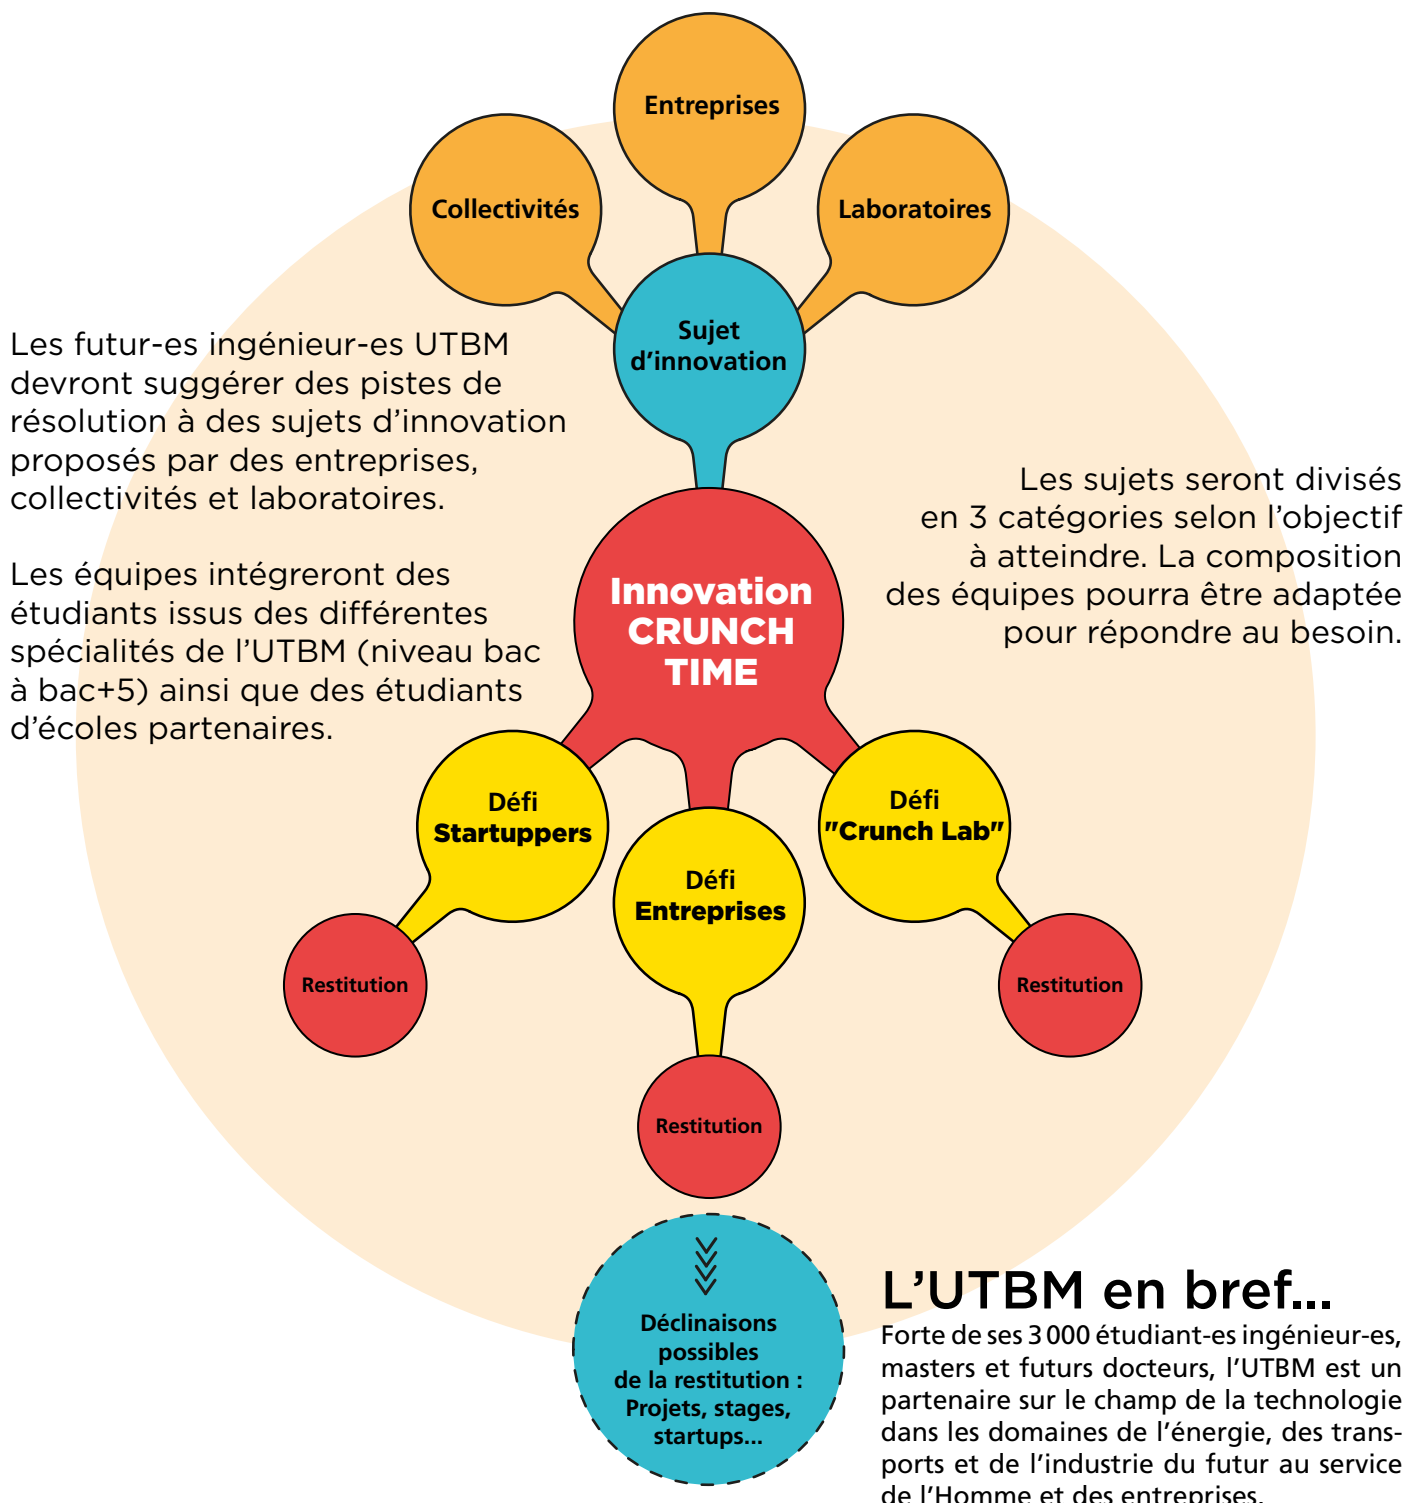 Entreprises
Collectivités
Laboratoires
Sujet
d’innovation
Les futur-es ingénieur-es UTBM
devront suggérer des pistes de
résolution à des sujets d’innovation
proposés par des entreprises,
collectivités et laboratoires.
Les équipes intégreront des
étudiants issus des différentes
spécialités de l’UTBM (niveau bac
à bac+5) ainsi que des étudiants
d’écoles partenaires.
Les sujets seront divisés
en 3 catégories selon l’objectif
à atteindre. La composition
des équipes pourra être adaptée
pour répondre au besoin.
Innovation
CRUNCH
TIME
Défi
Startuppers
Défi
Entreprises
Défi
"Crunch Lab"
Restitution
Restitution
Restitution
Déclinaisons
possibles
de la restitution :
Projets, stages,
startups...
L’UTBM en bref...
Forte de ses 3 000 étudiant-es ingénieur-es,
masters et futurs docteurs, l’UTBM est un
partenaire sur le champ de la technologie
dans les domaines de l’énergie, des trans-
ports et de l’industrie du futur au service
de l’Homme et des entreprises.